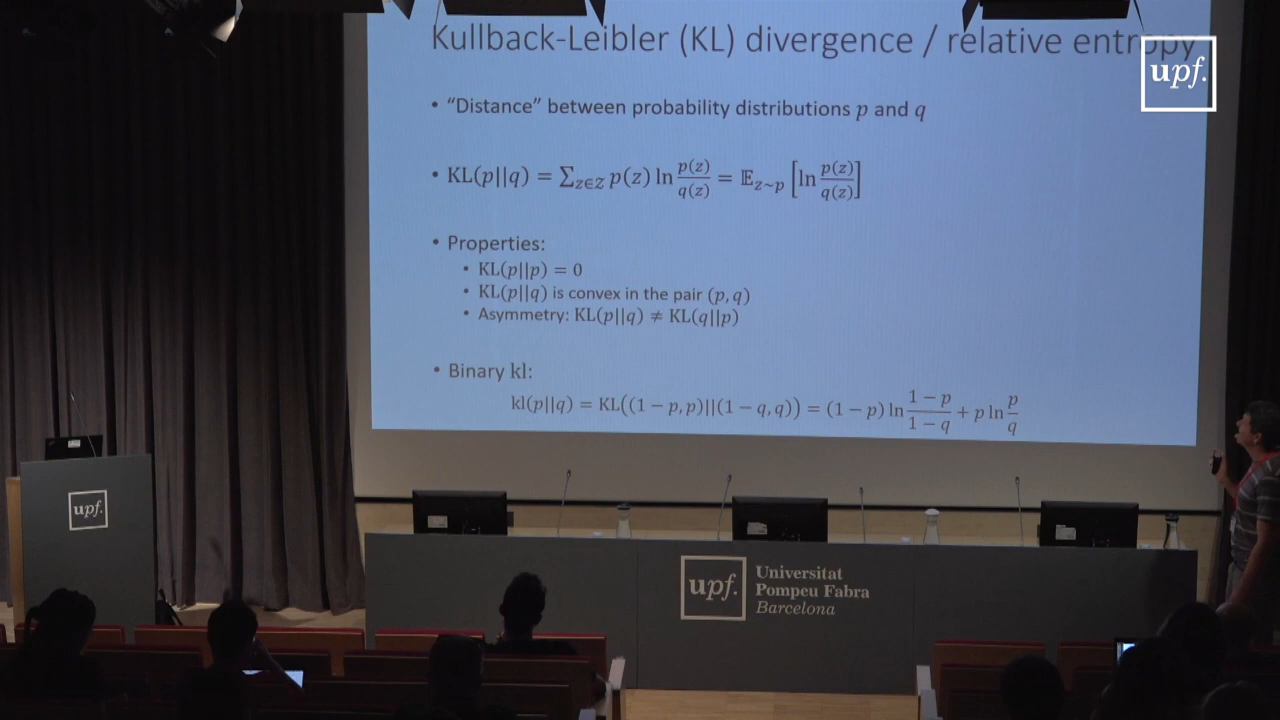 Kullback-Leibler (KL) divergence / relative entropy
upf.
• “Distance” between probability distributions p and q
• KL(p||q) = ∑_{z∈𝒵} p(z) ln p(z)/q(z) = 𝔼_{z~p} [ln p(z)/q(z)]
• Properties:
• KL(p||p) = 0
• KL(p||q) is convex in the pair (p, q)
• Asymmetry: KL(p||q) ≠ KL(q||p)
• Binary kl:
kl(p||q) = KL((1 − p, p)||(1 − q, q)) = (1 − p) ln (1 − p)/(1 − q) + p ln p/q
upf.
upf.
Universitat
Pompeu Fabra
Barcelona